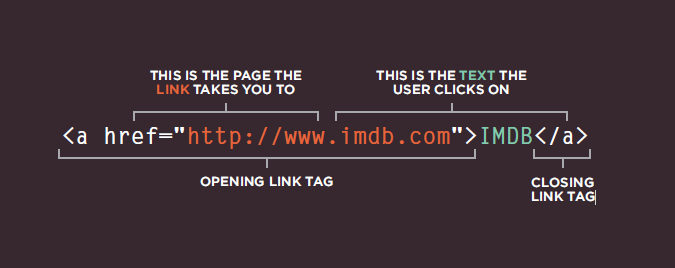 THIS IS THE PAGE THE
LINK TAKES YOU TO
THIS IS THE TEXT THE
USER CLICKS ON
<a href="http://www.imdb.com">IMDB</a>
OPENING LINK TAG
CLOSING
LINK TAG